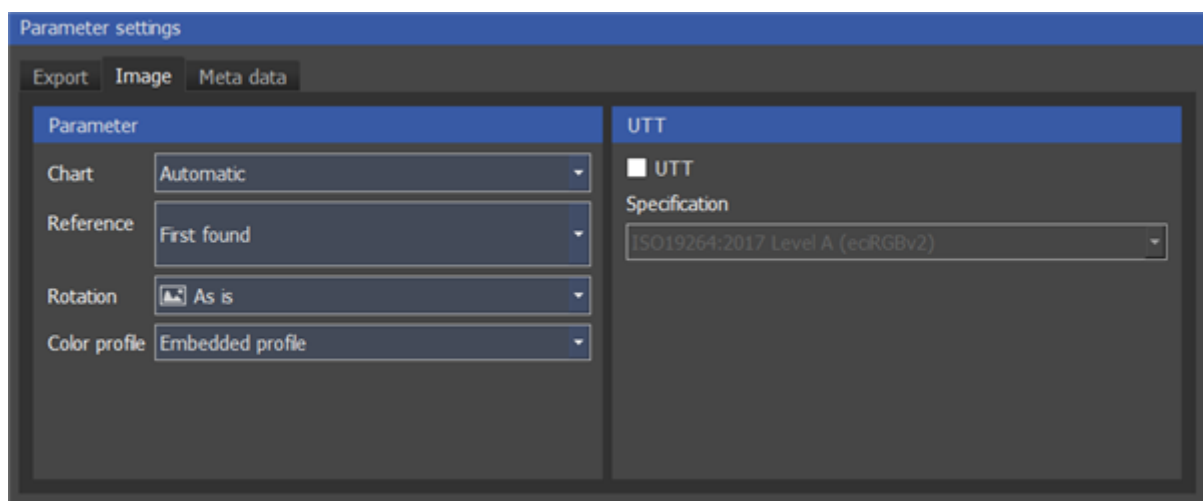 Parameter settings
Export Image Meta data
Parameter
Chart Automatic
Reference First found
Rotation As is
Color profile Embedded profile
UTT
UTT
Specification
ISO19264:2017 Level A (eciRGBv2)